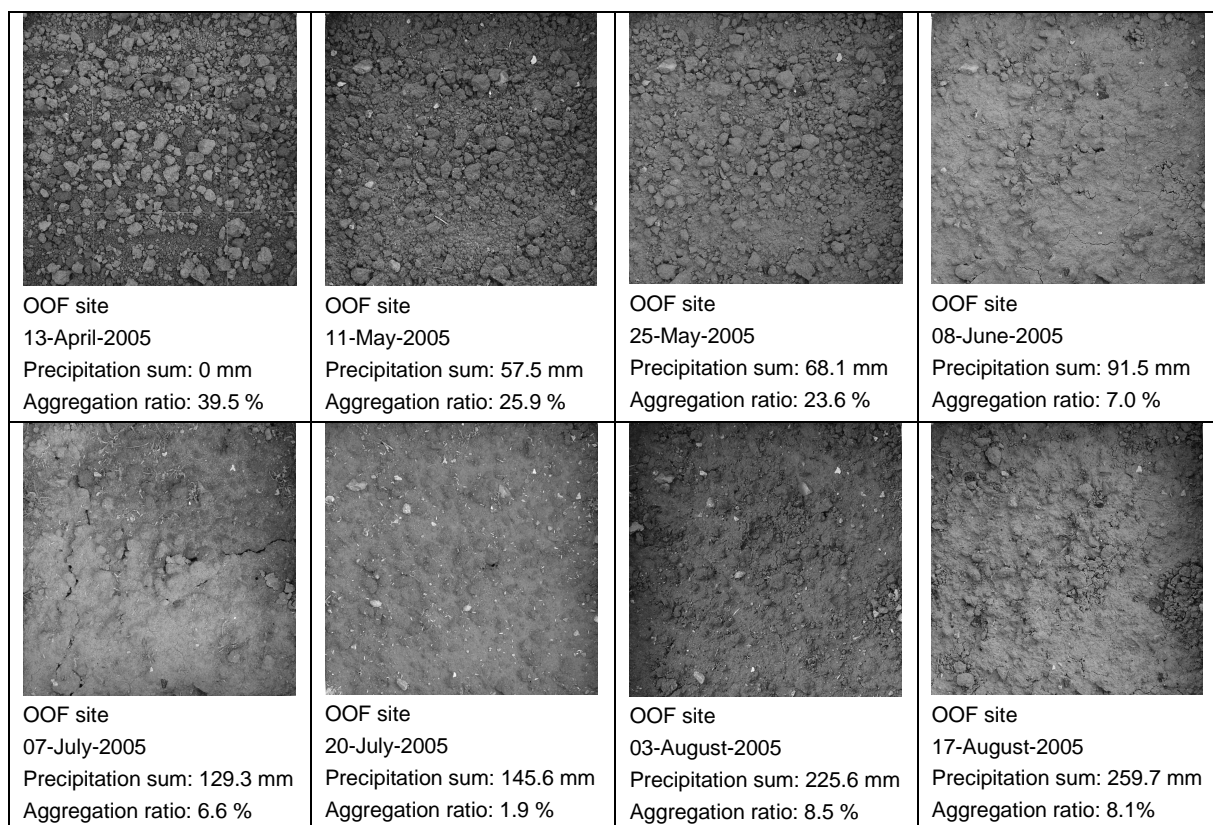 OOF site
13-April-2005
Precipitation sum: 0 mm
Aggregation ratio: 39.5 %
OOF site
11-May-2005
Precipitation sum: 57.5 mm
Aggregation ratio: 25.9 %
OOF site
25-May-2005
Precipitation sum: 68.1 mm
Aggregation ratio: 23.6 %
OOF site
08-June-2005
Precipitation sum: 91.5 mm
Aggregation ratio: 7.0 %
OOF site
07-July-2005
Precipitation sum: 129.3 mm
Aggregation ratio: 6.6 %
OOF site
20-July-2005
Precipitation sum: 145.6 mm
Aggregation ratio: 1.9 %
OOF site
03-August-2005
Precipitation sum: 225.6 mm
Aggregation ratio: 8.5 %
OOF site
17-August-2005
Precipitation sum: 259.7 mm
Aggregation ratio: 8.1%